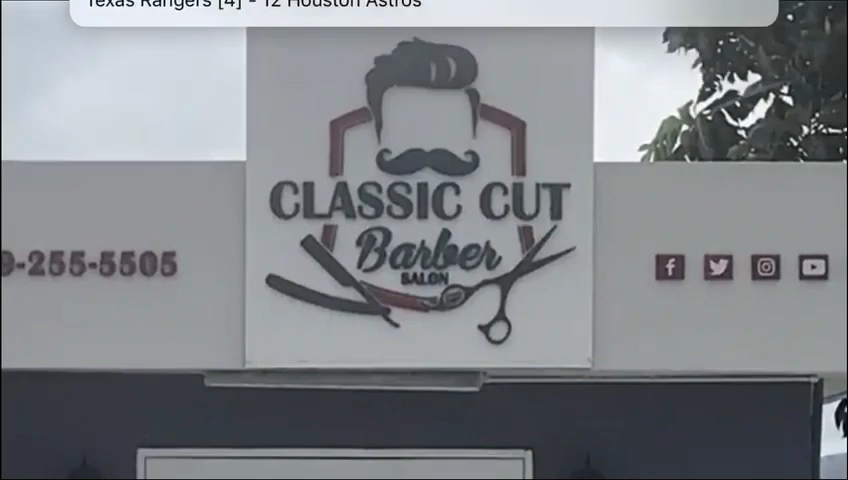 Texas Rangers [4] - 12 Houston Astros
CLASSIC CUT
Barber
SALON
9-255-5505